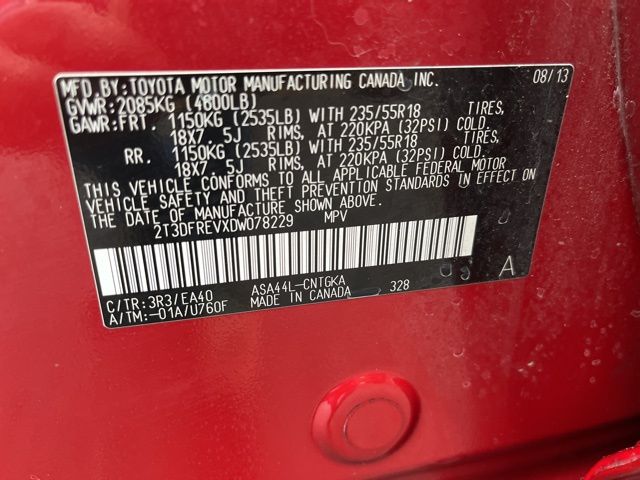 MFD.BY:TOYOTA MOTOR MANUFACTURING CANADA INC. 08/13
GVWR:2085KG (4600LB)
GAWR:FRT. 1150KG (2535LB) WITH 235/55R18 TIRES,
18X7.5J RIMS, AT 220KPA (32PSI) COLD.
RR. 1150KG (2535LB) WITH 235/55R18 TIRES,
18X7.5J RIMS, AT 220KPA (32PSI) COLD.
THIS VEHICLE CONFORMS TO ALL APPLICABLE FEDERAL MOTOR
VEHICLE SAFETY AND THEFT PREVENTION STANDARDS IN EFFECT ON
THE DATE OF MANUFACTURE SHOWN ABOVE.
2T3DFREVXDW078229 MPV
A
C/TR:3R3/EA40 ASA44L-CNTGKA 328
A/TM:-01A/U760F MADE IN CANADA